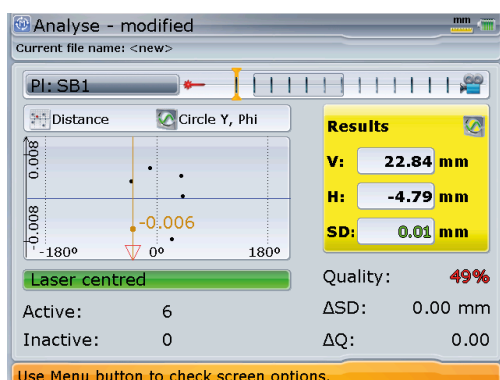 Analyse - modified
mm
Current file name: <new>
Pl: SB1
Distance
Circle Y, Phi
Results
V: 22.84 mm
H: -4.79 mm
SD: 0.01 mm
0.008
-0.008
-0.006
-180º 0º 180º
Laser centred
Quality: 49%
Active: 6
ΔSD: 0.00 mm
Inactive: 0
ΔQ: 0.00
Use Menu button to check screen options.